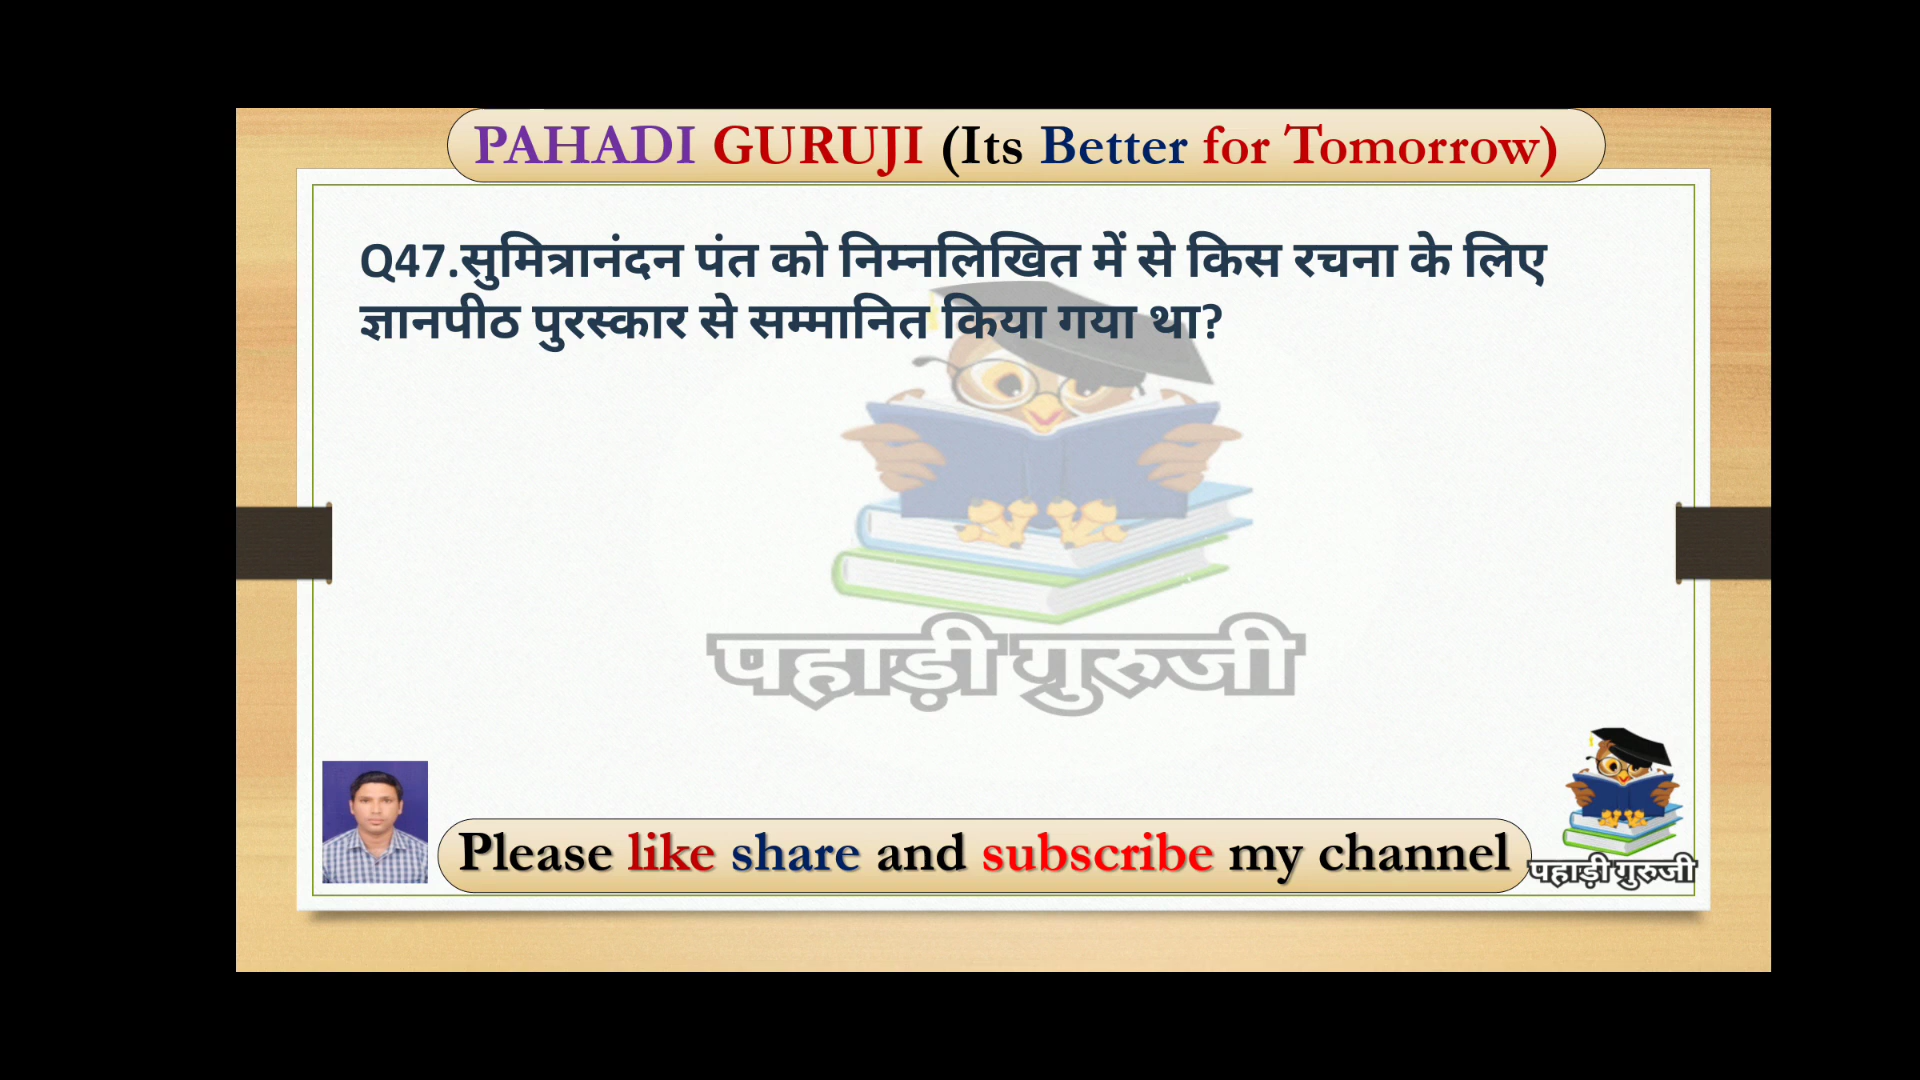 PAHADI GURUJI (Its Better for Tomorrow)
Q47.सुमित्रानंदन पंत को निम्नलिखित में से किस रचना के लिए
ज्ञानपीठ पुरस्कार से सम्मानित किया गया था?
पहाड़ी गुरुजी
Please like share and subscribe my channel
पहाड़ी गुरुजी